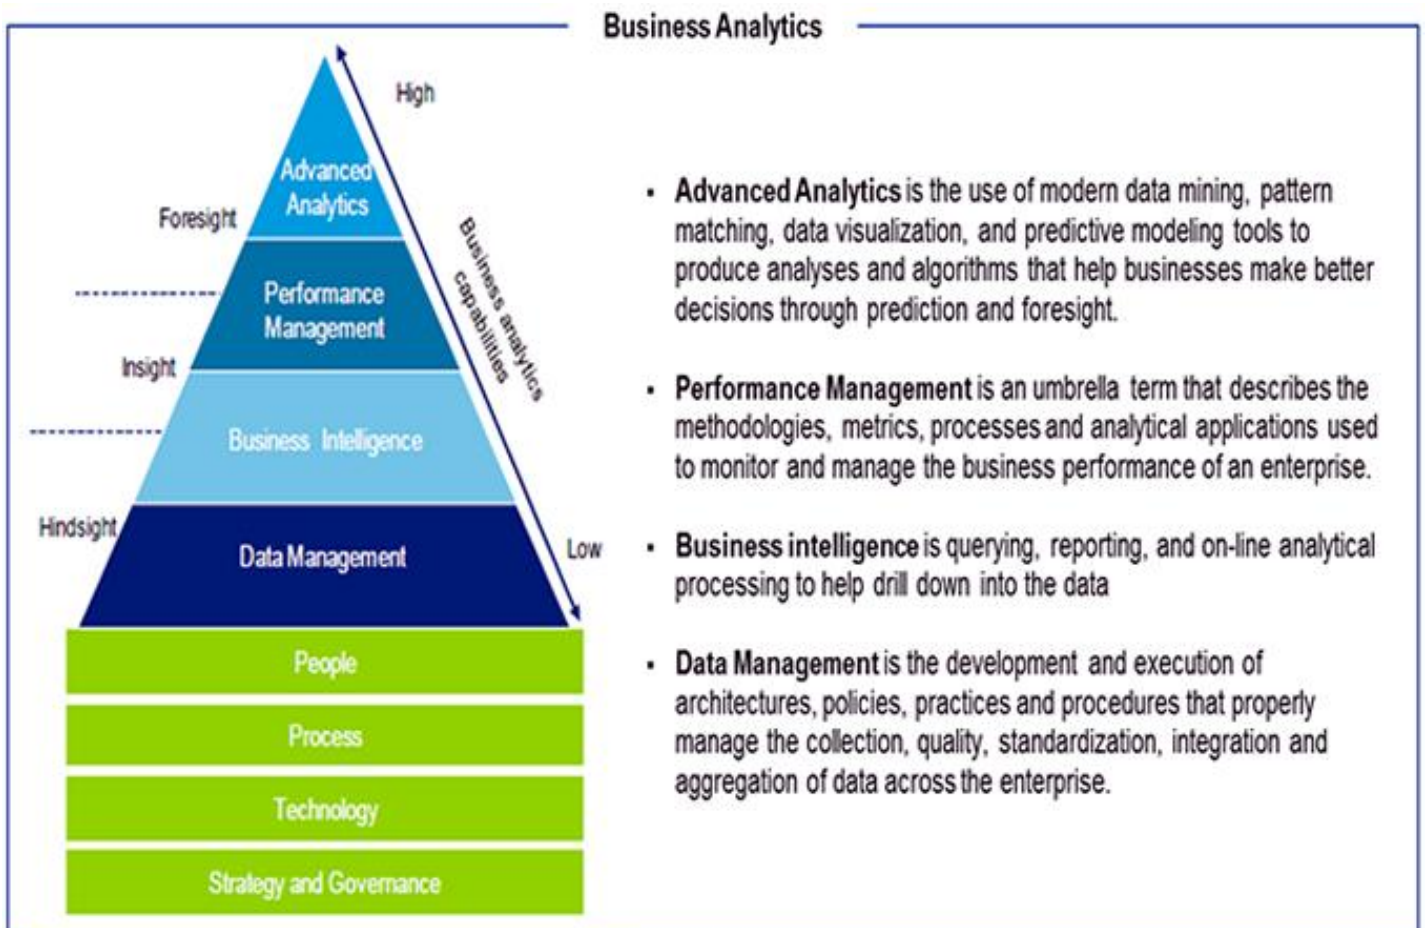 Business Analytics
High
Advanced
Analytics
Foresight
Business analytics
capabilities
Performance
Management
Insight
Business Intelligence
Hindsight
Data Management
Low
People
Process
Technology
Strategy and Governance
▪ Advanced Analytics is the use of modern data mining, pattern
matching, data visualization, and predictive modeling tools to
produce analyses and algorithms that help businesses make better
decisions through prediction and foresight.
▪ Performance Management is an umbrella term that describes the
methodologies, metrics, processes and analytical applications used
to monitor and manage the business performance of an enterprise.
▪ Business intelligence is querying, reporting, and on-line analytical
processing to help drill down into the data
▪ Data Management is the development and execution of
architectures, policies, practices and procedures that properly
manage the collection, quality, standardization, integration and
aggregation of data across the enterprise.